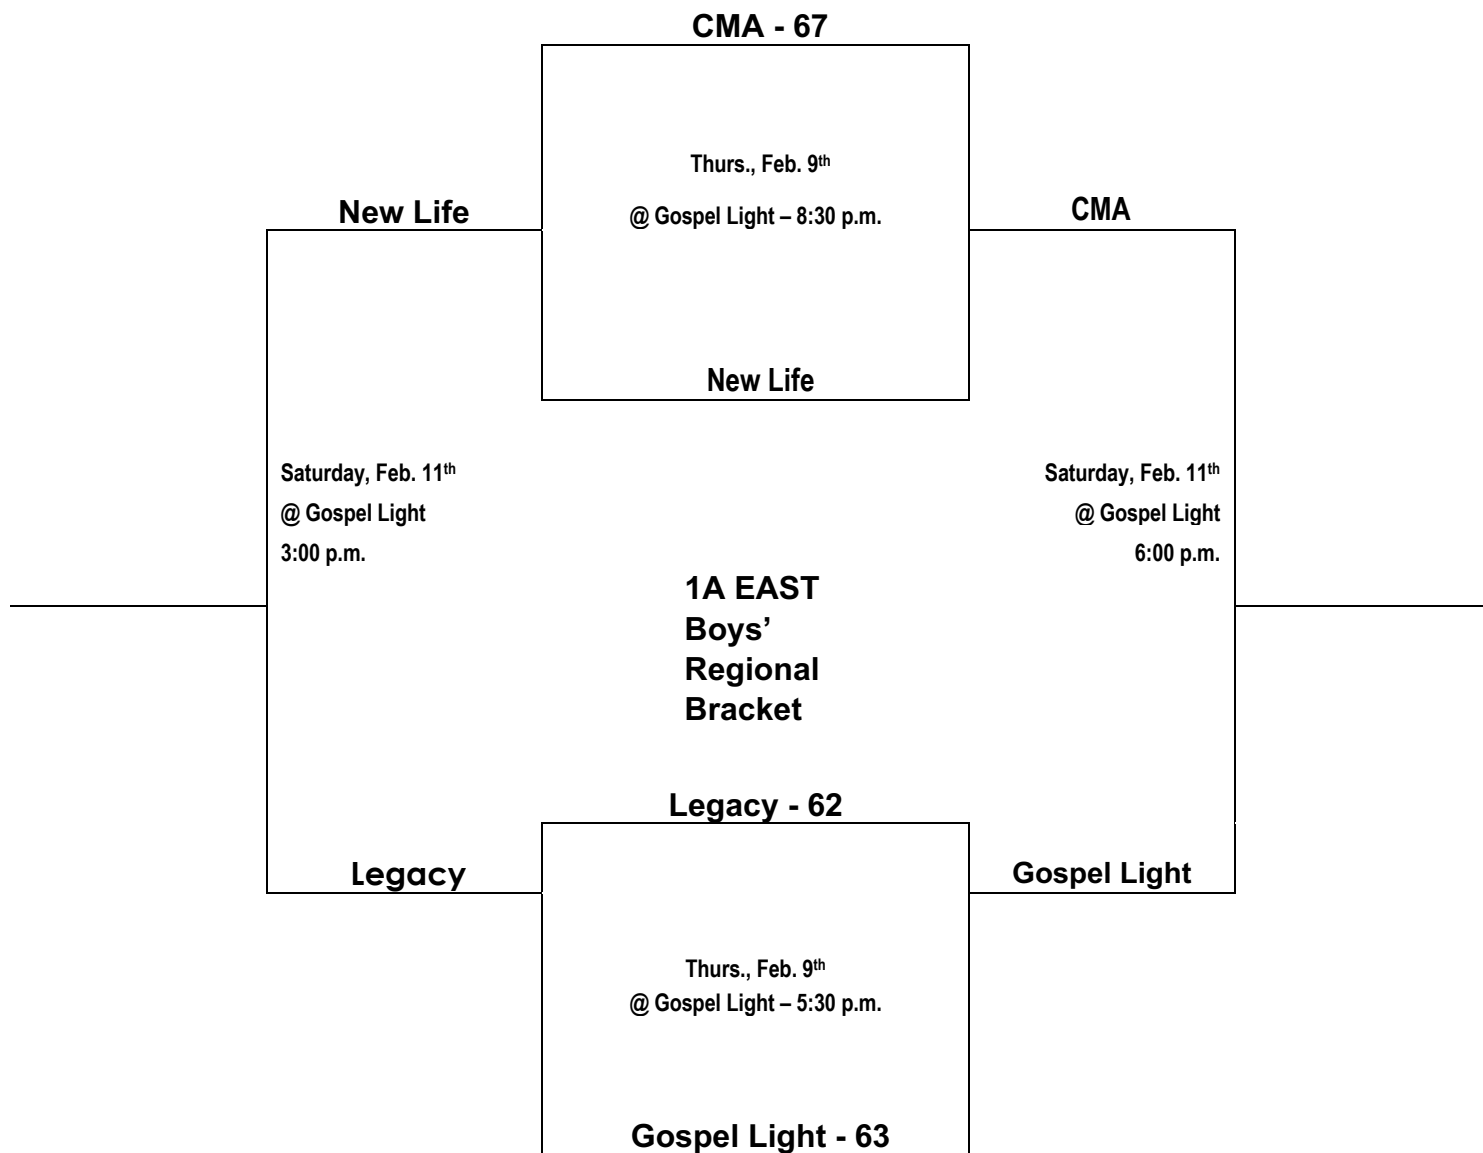 CMA - 67
Thurs., Feb. 9th
@ Gospel Light – 8:30 p.m.
New Life
CMA
New Life
Saturday, Feb. 11th
@ Gospel Light
3:00 p.m.
Saturday, Feb. 11th
@ Gospel Light
6:00 p.m.
1A EAST
Boys’
Regional
Bracket
Legacy - 62
Legacy
Gospel Light
Thurs., Feb. 9th
@ Gospel Light – 5:30 p.m.
Gospel Light - 63